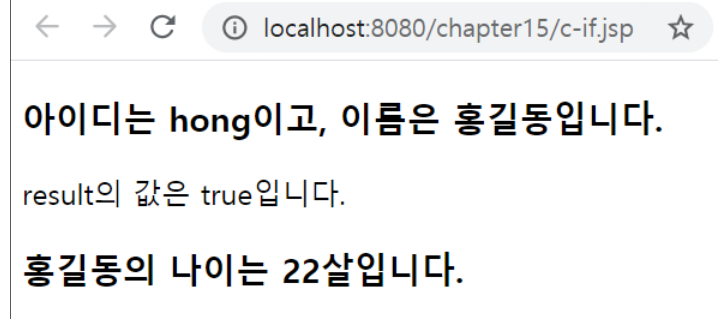 localhost:8080/chapter15/c-if.jsp
아이디는 hong이고, 이름은 홍길동입니다.
result의 값은 true입니다.
홍길동의 나이는 22살입니다.